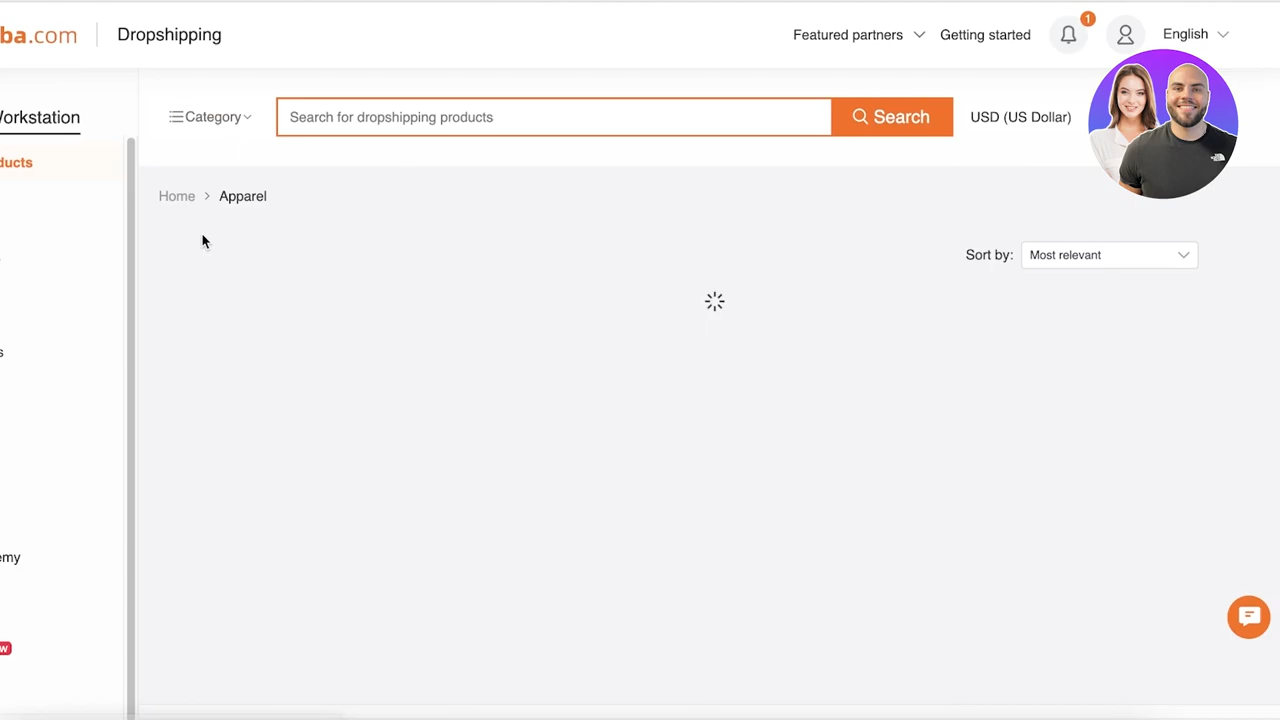 ba.com
Dropshipping
Featured partners
Getting started
1
English
orkstation
Category
Search for dropshipping products
Search
USD (US Dollar)
ducts
Home > Apparel
Sort by:
Most relevant
s
emy
w